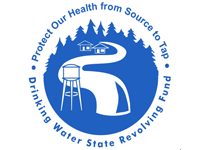 • Protect Our Health from Source to Tap •
Drinking Water State Revolving Fund